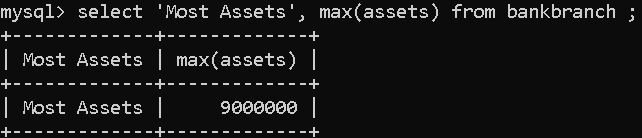 mysql> select 'Most Assets', max(assets) from bankbranch ;
+-------------+-------------+
| Most Assets | max(assets) |
+-------------+-------------+
| Most Assets |     9000000 |
+-------------+-------------+